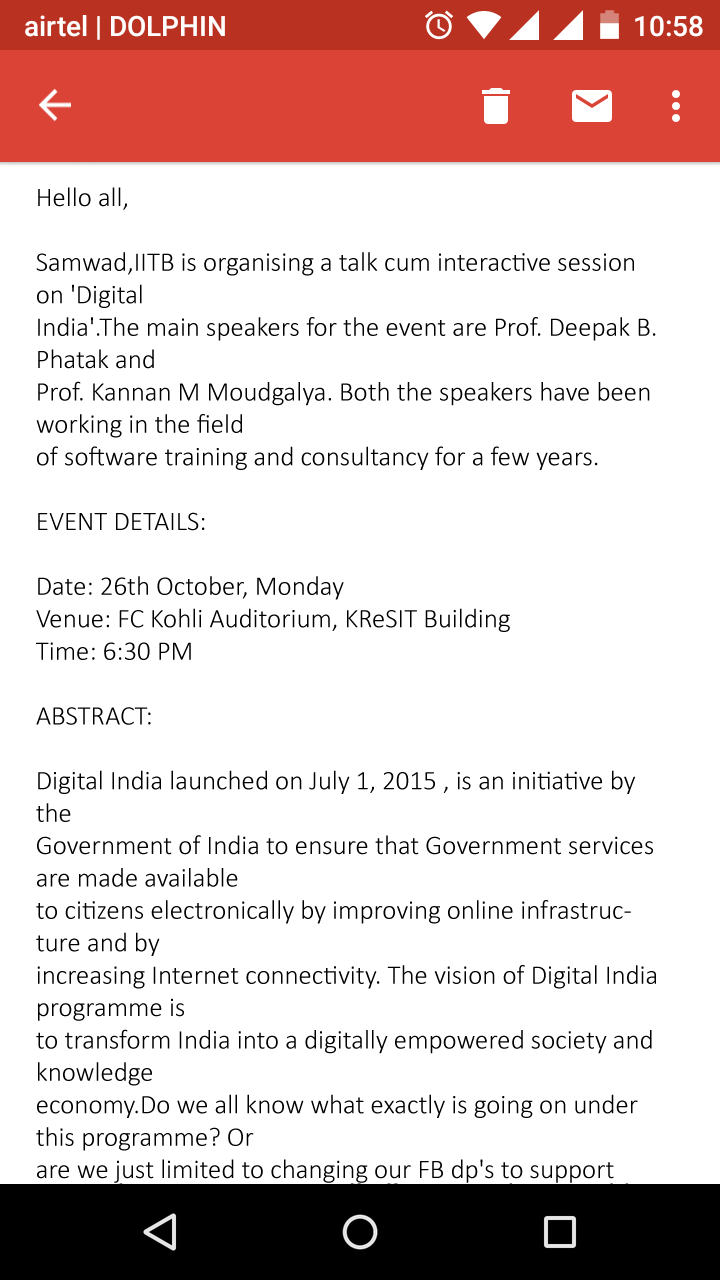 airtel | DOLPHIN 10:58
Hello all,
Samwad,IITB is organising a talk cum interactive session
on 'Digital
India'.The main speakers for the event are Prof. Deepak B.
Phatak and
Prof. Kannan M Moudgalya. Both the speakers have been
working in the field
of software training and consultancy for a few years.
EVENT DETAILS:
Date: 26th October, Monday
Venue: FC Kohli Auditorium, KReSIT Building
Time: 6:30 PM
ABSTRACT:
Digital India launched on July 1, 2015 , is an initiative by
the
Government of India to ensure that Government services
are made available
to citizens electronically by improving online infrastruc-
ture and by
increasing Internet connectivity. The vision of Digital India
programme is
to transform India into a digitally empowered society and
knowledge
economy.Do we all know what exactly is going on under
this programme? Or
are we just limited to changing our FB dp's to support